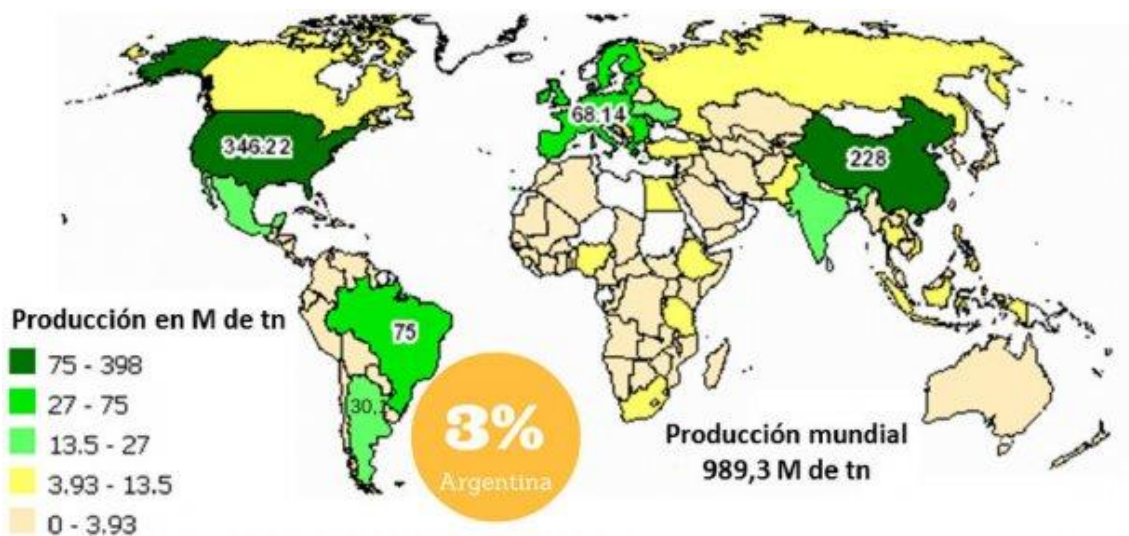 346.22
68.14
228
75
30,1
Producción en M de tn
75 - 398
27 - 75
13.5 - 27
3.93 - 13.5
0 - 3.93
3%
Argentina
Producción mundial
989,3 M de tn